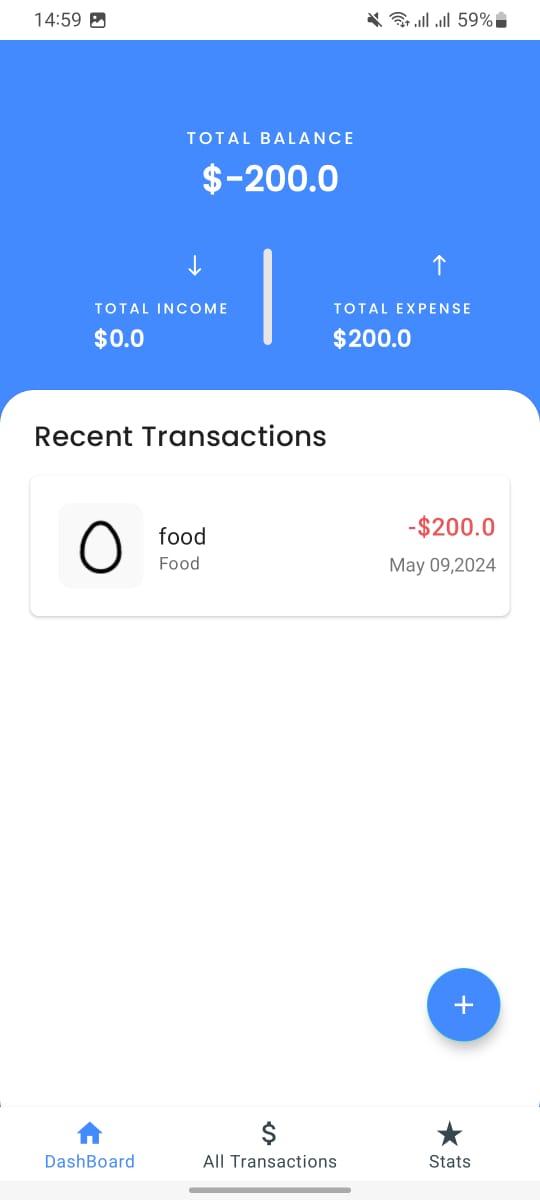 14:59 59%
TOTAL BALANCE
$-200.0
TOTAL INCOME TOTAL EXPENSE
$0.0 $200.0
Recent Transactions
food -$200.0
Food May 09,2024
DashBoard All Transactions Stats